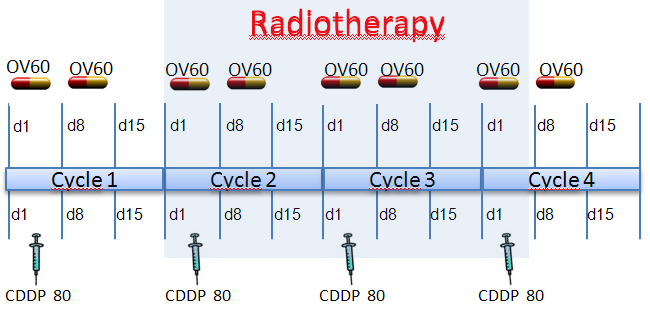 Radiotherapy
OV60 OV60 OV60 OV60 OV60 OV60 OV60 OV60
d1 d8 d15 d1 d8 d15 d1 d8 d15 d1 d8 d15
Cycle 1 Cycle 2 Cycle 3 Cycle 4
d1 d8 d15 d1 d8 d15 d1 d8 d15 d1 d8 d15
CDDP 80 CDDP 80 CDDP 80 CDDP 80